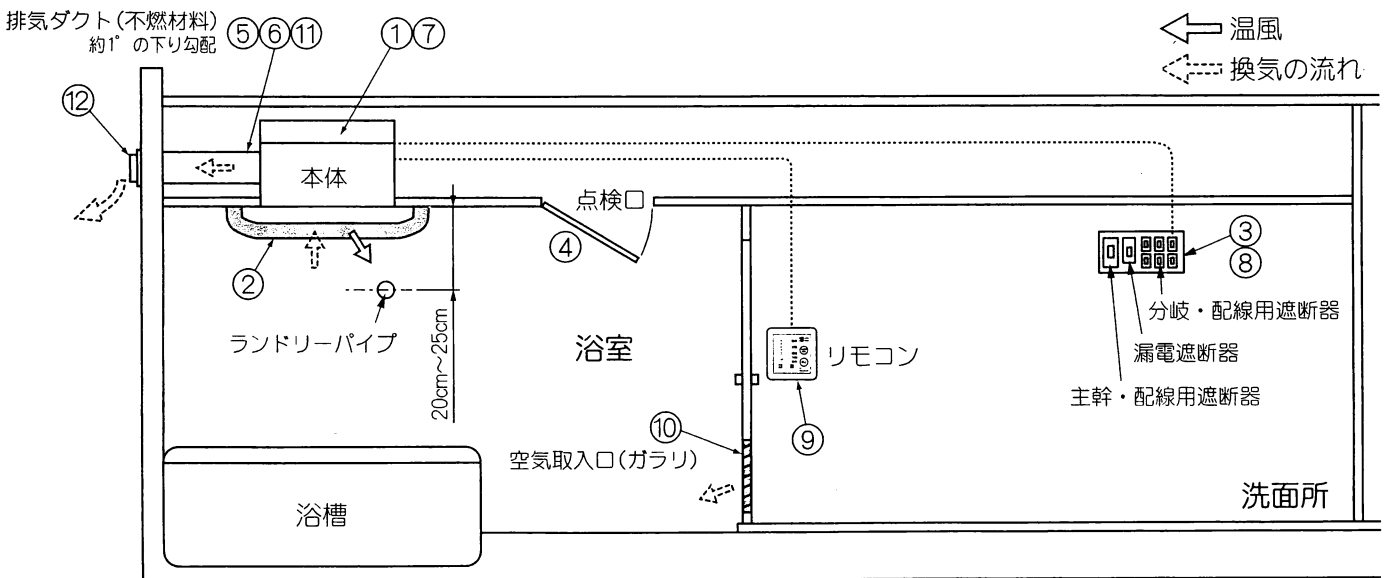 排気ダクト(不燃材料)
約1°の下り勾配
⑤⑥⑪
①⑦
温風
換気の流れ
⑫
本体
点検口
④
②
③
⑧
ランドリーパイプ
20cm~25cm
浴室
リモコン
分岐・配線用遮断器
漏電遮断器
主幹・配線用遮断器
⑩
⑨
空気取入口(ガラリ)
洗面所
浴槽